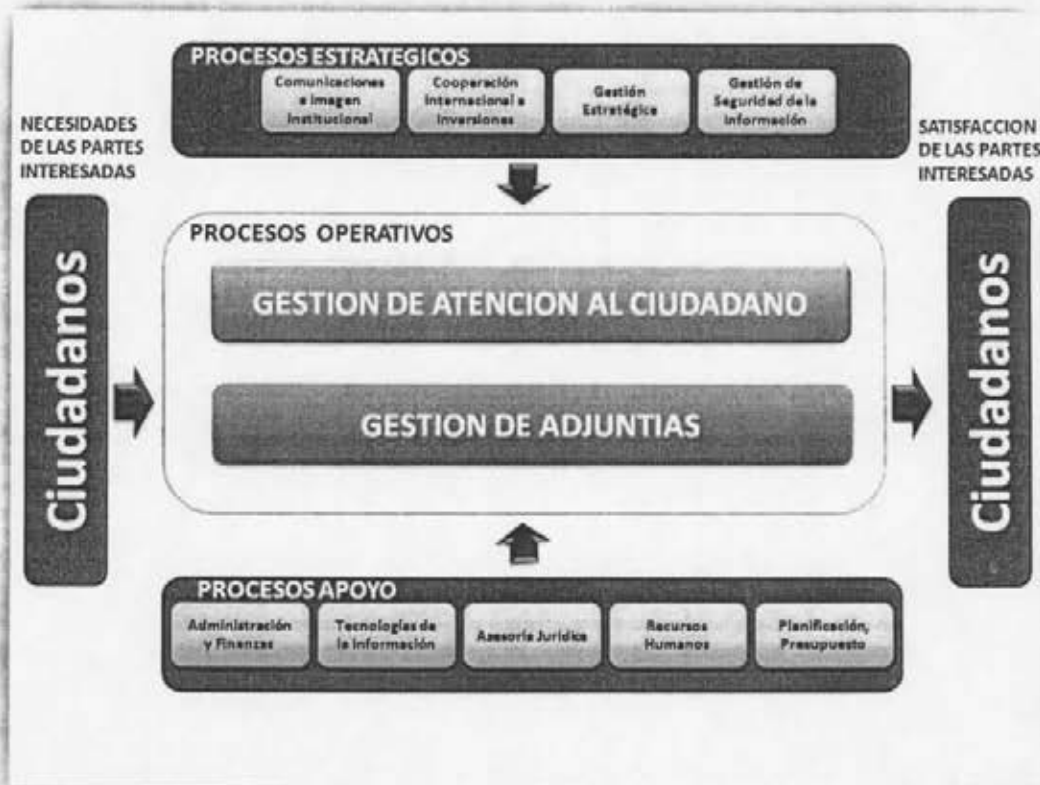 PROCESOS ESTRATEGICOS
Comunicaciones
e Imagen
Institucional
Cooperación
Internacional e
Inversiones
Gestión
Estratégica
Gestión de
Seguridad de la
Información
NECESIDADES
DE LAS PARTES
INTERESADAS
SATISFACCION
DE LAS PARTES
INTERESADAS
Ciudadanos
PROCESOS OPERATIVOS
GESTION DE ATENCION AL CIUDADANO
GESTION DE ADJUNTIAS
Ciudadanos
PROCESOS APOYO
Administración
y Finanzas
Tecnologías de
la Información
Asesoría Jurídica
Recursos
Humanos
Planificación,
Presupuesto